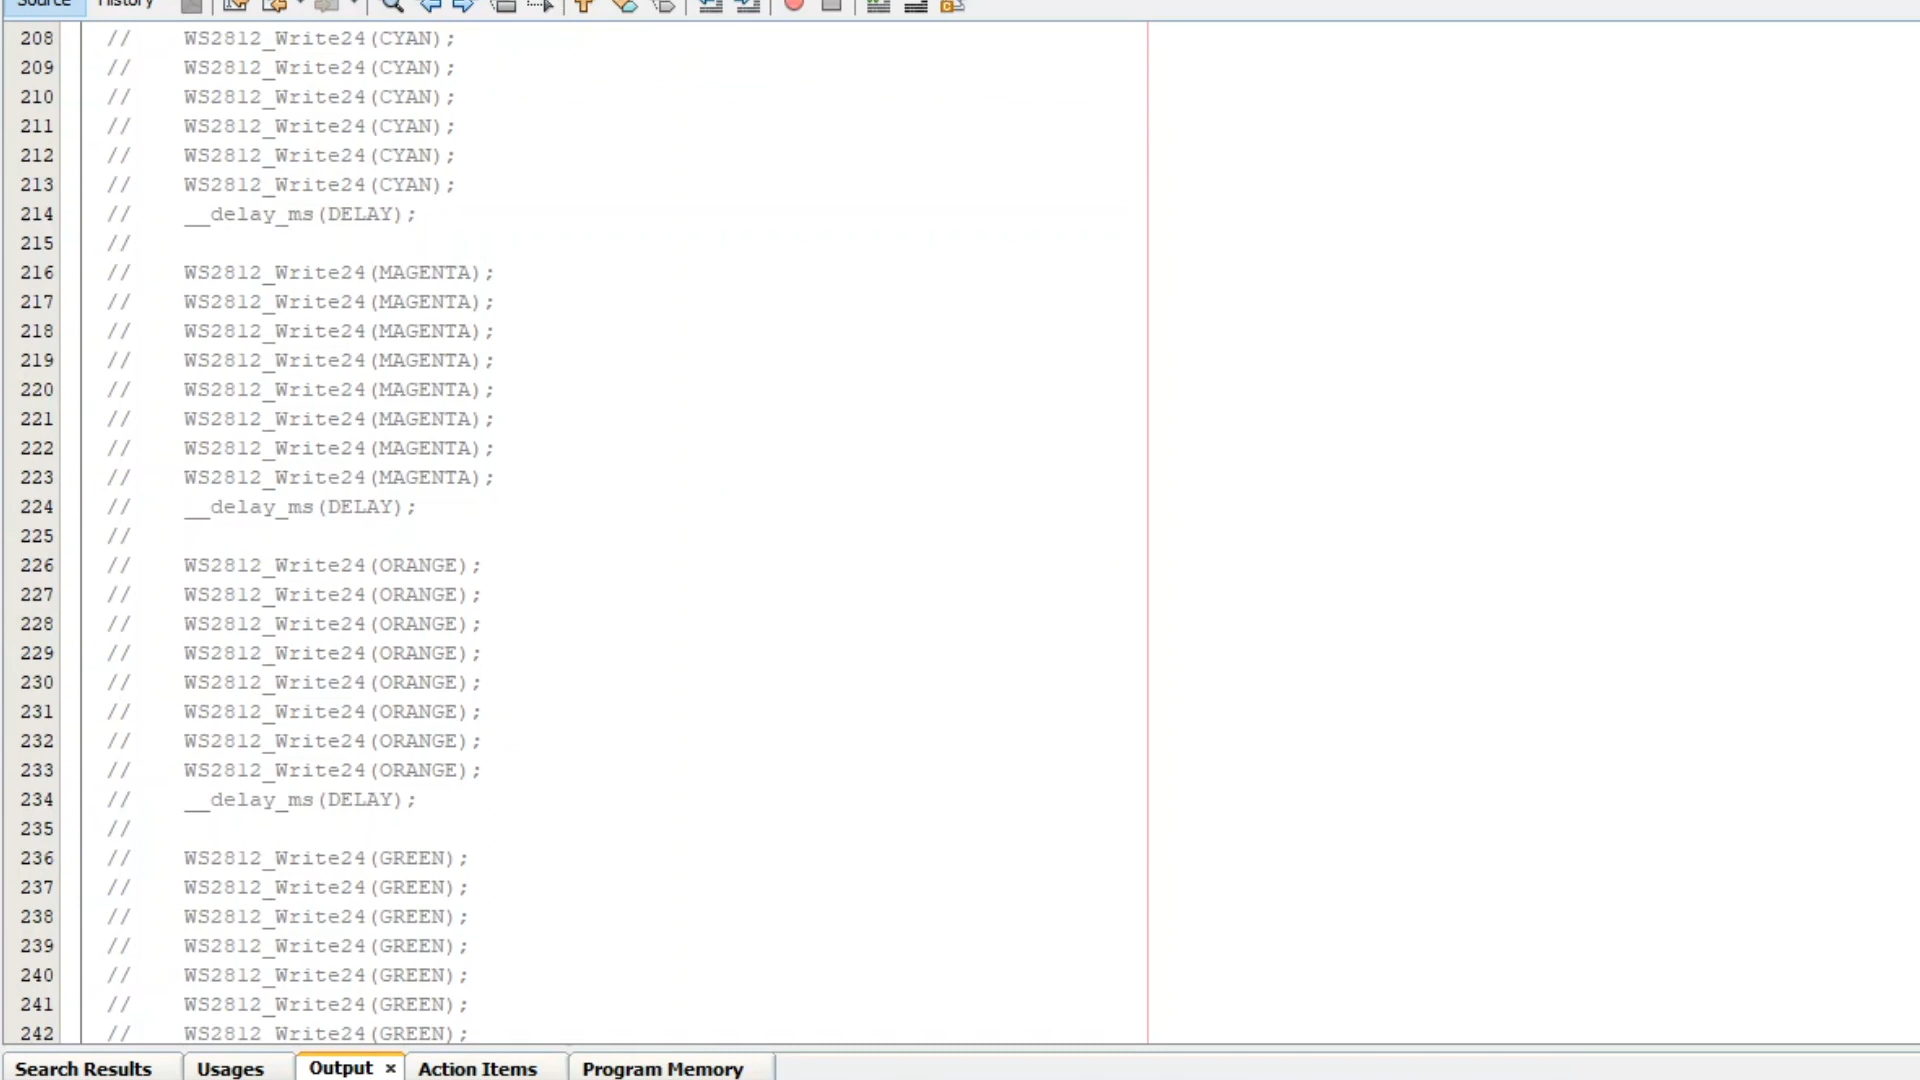 Source History
208 // WS2812_Write24(CYAN);
209 // WS2812_Write24(CYAN);
210 // WS2812_Write24(CYAN);
211 // WS2812_Write24(CYAN);
212 // WS2812_Write24(CYAN);
213 // WS2812_Write24(CYAN);
214 // __delay_ms(DELAY);
215 //
216 // WS2812_Write24(MAGENTA);
217 // WS2812_Write24(MAGENTA);
218 // WS2812_Write24(MAGENTA);
219 // WS2812_Write24(MAGENTA);
220 // WS2812_Write24(MAGENTA);
221 // WS2812_Write24(MAGENTA);
222 // WS2812_Write24(MAGENTA);
223 // WS2812_Write24(MAGENTA);
224 // __delay_ms(DELAY);
225 //
226 // WS2812_Write24(ORANGE);
227 // WS2812_Write24(ORANGE);
228 // WS2812_Write24(ORANGE);
229 // WS2812_Write24(ORANGE);
230 // WS2812_Write24(ORANGE);
231 // WS2812_Write24(ORANGE);
232 // WS2812_Write24(ORANGE);
233 // WS2812_Write24(ORANGE);
234 // __delay_ms(DELAY);
235 //
236 // WS2812_Write24(GREEN);
237 // WS2812_Write24(GREEN);
238 // WS2812_Write24(GREEN);
239 // WS2812_Write24(GREEN);
240 // WS2812_Write24(GREEN);
241 // WS2812_Write24(GREEN);
242 // WS2812_Write24(GREEN);
Search Results Usages Output × Action Items Program Memory